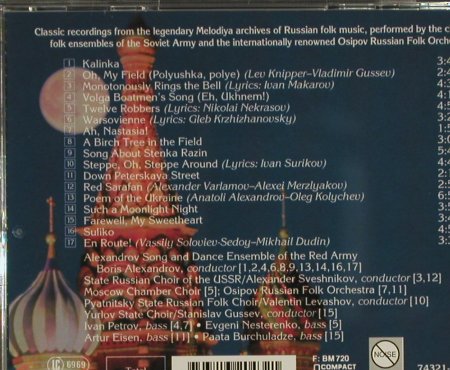 Classic recordings from the legendary Melodiya archives of Russian folk music, performed by the c
folk ensembles of the Soviet Army and the internationally renowned Osipov Russian Folk Orche
1 Kalinka 3:4
2 Oh, My Field (Polyushka, polye) (Lev Knipper–Vladimir Gussev)
3 Monotonously Rings the Bell (Lyrics: Ivan Makarov)
4 Volga Boatmen's Song (Eh, Ukhnem!)
5 Twelve Robbers (Lyrics: Nikolai Nekrasov)
6 Warsovienne (Lyrics: Gleb Krzhizhanovsky)
7 Ah, Nastasia!
8 A Birch Tree in the Field
9 Song About Stenka Razin
10 Steppe, Oh, Steppe Around (Lyrics: Ivan Surikov)
11 Down Peterskaya Street
12 Red Sarafan (Alexander Varlamov–Alexei Merzlyakov)
13 Poem of the Ukraine (Anatoli Alexandrov–Oleg Kolychev)
14 Such a Moonlight Night
15 Farewell, My Sweetheart
16 Suliko
17 En Route! (Vassily Soloviev-Sedoy–Mikhail Dudin)
Alexandrov Song and Dance Ensemble of the Red Army
Boris Alexandrov, conductor [1,2,4,6,8,9,13,14,16,17]
State Russian Choir of the USSR/Alexander Sveshnikov, conductor [3,12]
Moscow Chamber Choir [5]; Osipov Russian Folk Orchestra [7,11]
Pyatnitsky State Russian Folk Choir/Valentin Levashov, conductor [10]
Yurlov State Choir/Stanislav Gussev, conductor [15]
Ivan Petrov, bass [4,7] • Evgeni Nesterenko, bass [5]
Artur Eisen, bass [11] • Paata Burchuladze, bass [15]
6969
F: BM 720
COMPACT
NOISE
74321